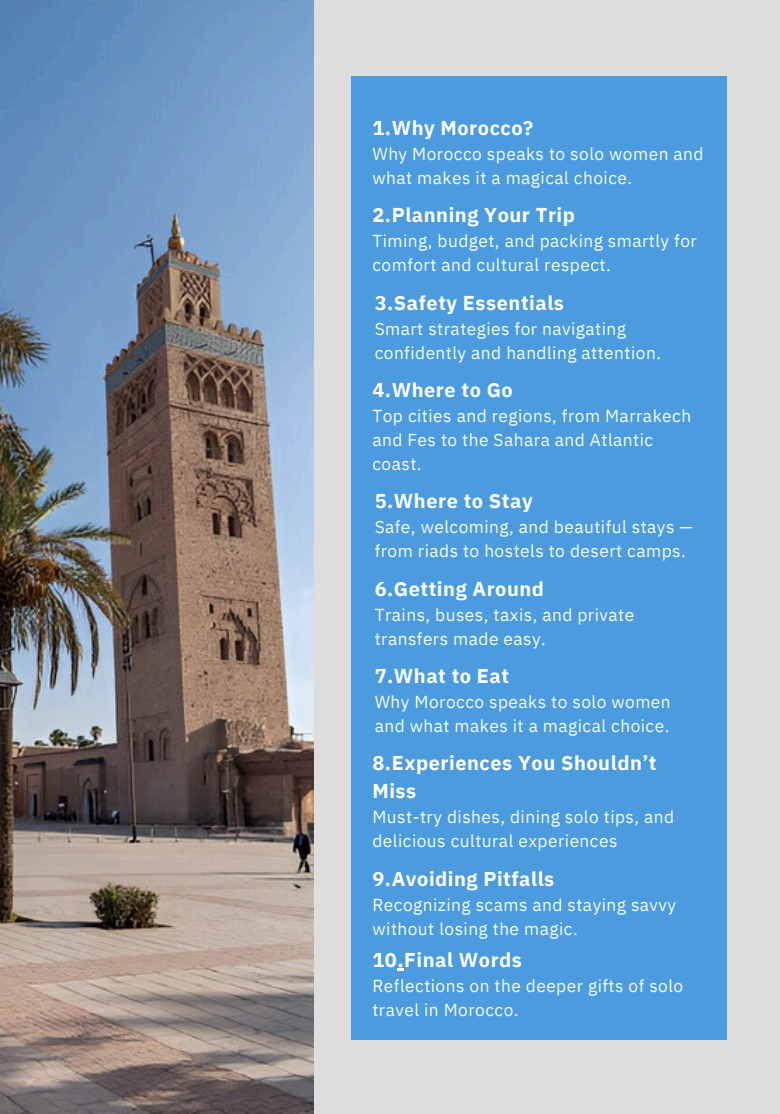 1.Why Morocco?
Why Morocco speaks to solo women and
what makes it a magical choice.
2.Planning Your Trip
Timing, budget, and packing smartly for
comfort and cultural respect.
3.Safety Essentials
Smart strategies for navigating
confidently and handling attention.
4.Where to Go
Top cities and regions, from Marrakech
and Fes to the Sahara and Atlantic
coast.
5.Where to Stay
Safe, welcoming, and beautiful stays —
from riads to hostels to desert camps.
6.Getting Around
Trains, buses, taxis, and private
transfers made easy.
7.What to Eat
Why Morocco speaks to solo women
and what makes it a magical choice.
8.Experiences You Shouldn’t
Miss
Must-try dishes, dining solo tips, and
delicious cultural experiences
9.Avoiding Pitfalls
Recognizing scams and staying savvy
without losing the magic.
10.Final Words
Reflections on the deeper gifts of solo
travel in Morocco.